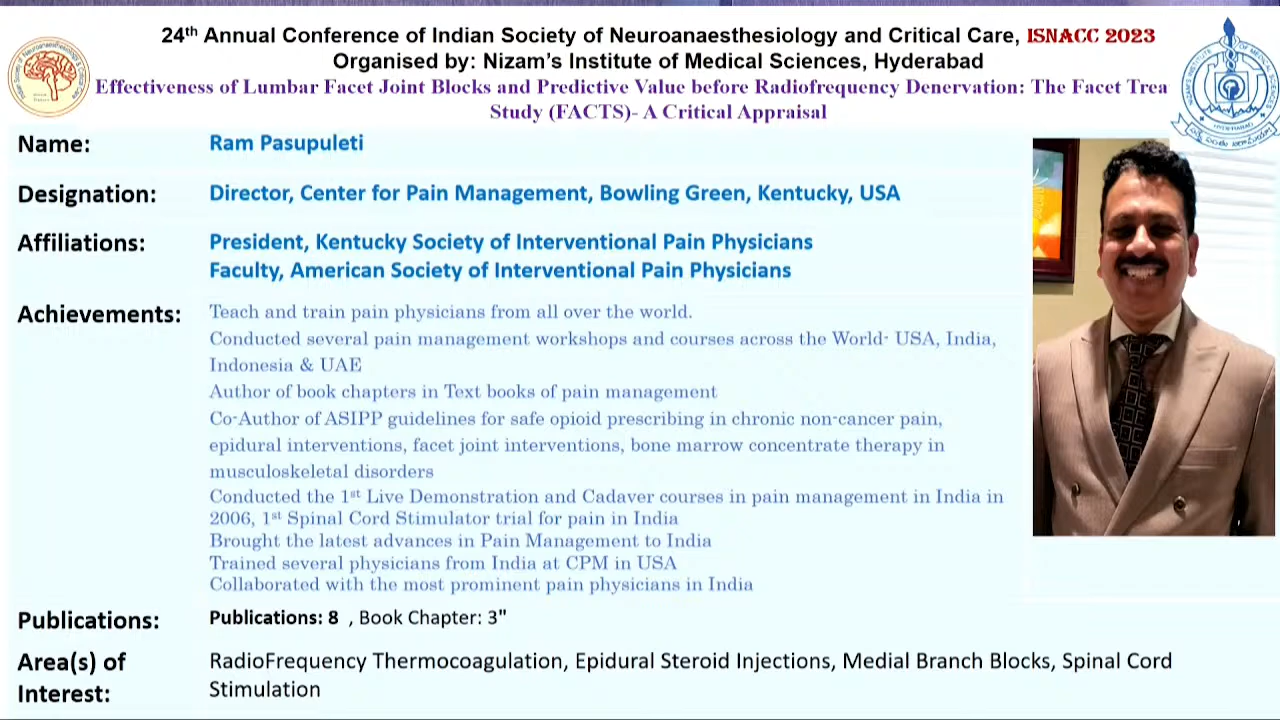 24th Annual Conference of Indian Society of Neuroanaesthesiology and Critical Care, ISNACC 2023
Organised by: Nizam's Institute of Medical Sciences, Hyderabad
Effectiveness of Lumbar Facet Joint Blocks and Predictive Value before Radiofrequency Denervation: The Facet Trea
Study (FACTS)- A Critical Appraisal
Name: Ram Pasupuleti
Designation: Director, Center for Pain Management, Bowling Green, Kentucky, USA
Affiliations: President, Kentucky Society of Interventional Pain Physicians
Faculty, American Society of Interventional Pain Physicians
Achievements: Teach and train pain physicians from all over the world.
Conducted several pain management workshops and courses across the World- USA, India,
Indonesia & UAE
Author of book chapters in Text books of pain management
Co-Author of ASIPP guidelines for safe opioid prescribing in chronic non-cancer pain,
epidural interventions, facet joint interventions, bone marrow concentrate therapy in
musculoskeletal disorders
Conducted the 1st Live Demonstration and Cadaver courses in pain management in India in
2006, 1st Spinal Cord Stimulator trial for pain in India
Brought the latest advances in Pain Management to India
Trained several physicians from India at CPM in USA
Collaborated with the most prominent pain physicians in India
Publications: Publications: 8 , Book Chapter: 3"
Area(s) of RadioFrequency Thermocoagulation, Epidural Steroid Injections, Medial Branch Blocks, Spinal Cord
Interest: Stimulation